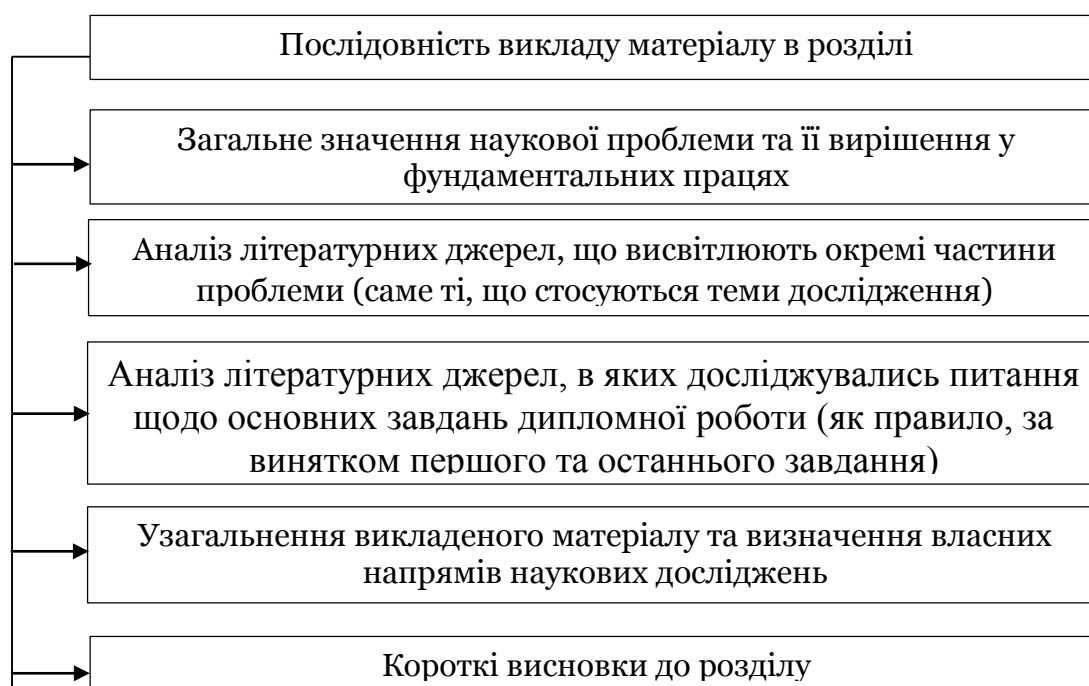 Послідовність викладу матеріалу в розділі
Загальне значення наукової проблеми та її вирішення у
фундаментальних працях
Аналіз літературних джерел, що висвітлюють окремі частини
проблеми (саме ті, що стосуються теми дослідження)
Аналіз літературних джерел, в яких досліджувались питання
щодо основних завдань дипломної роботи (як правило, за
винятком першого та останнього завдання)
Узагальнення викладеного матеріалу та визначення власних
напрямів наукових досліджень
Короткі висновки до розділу